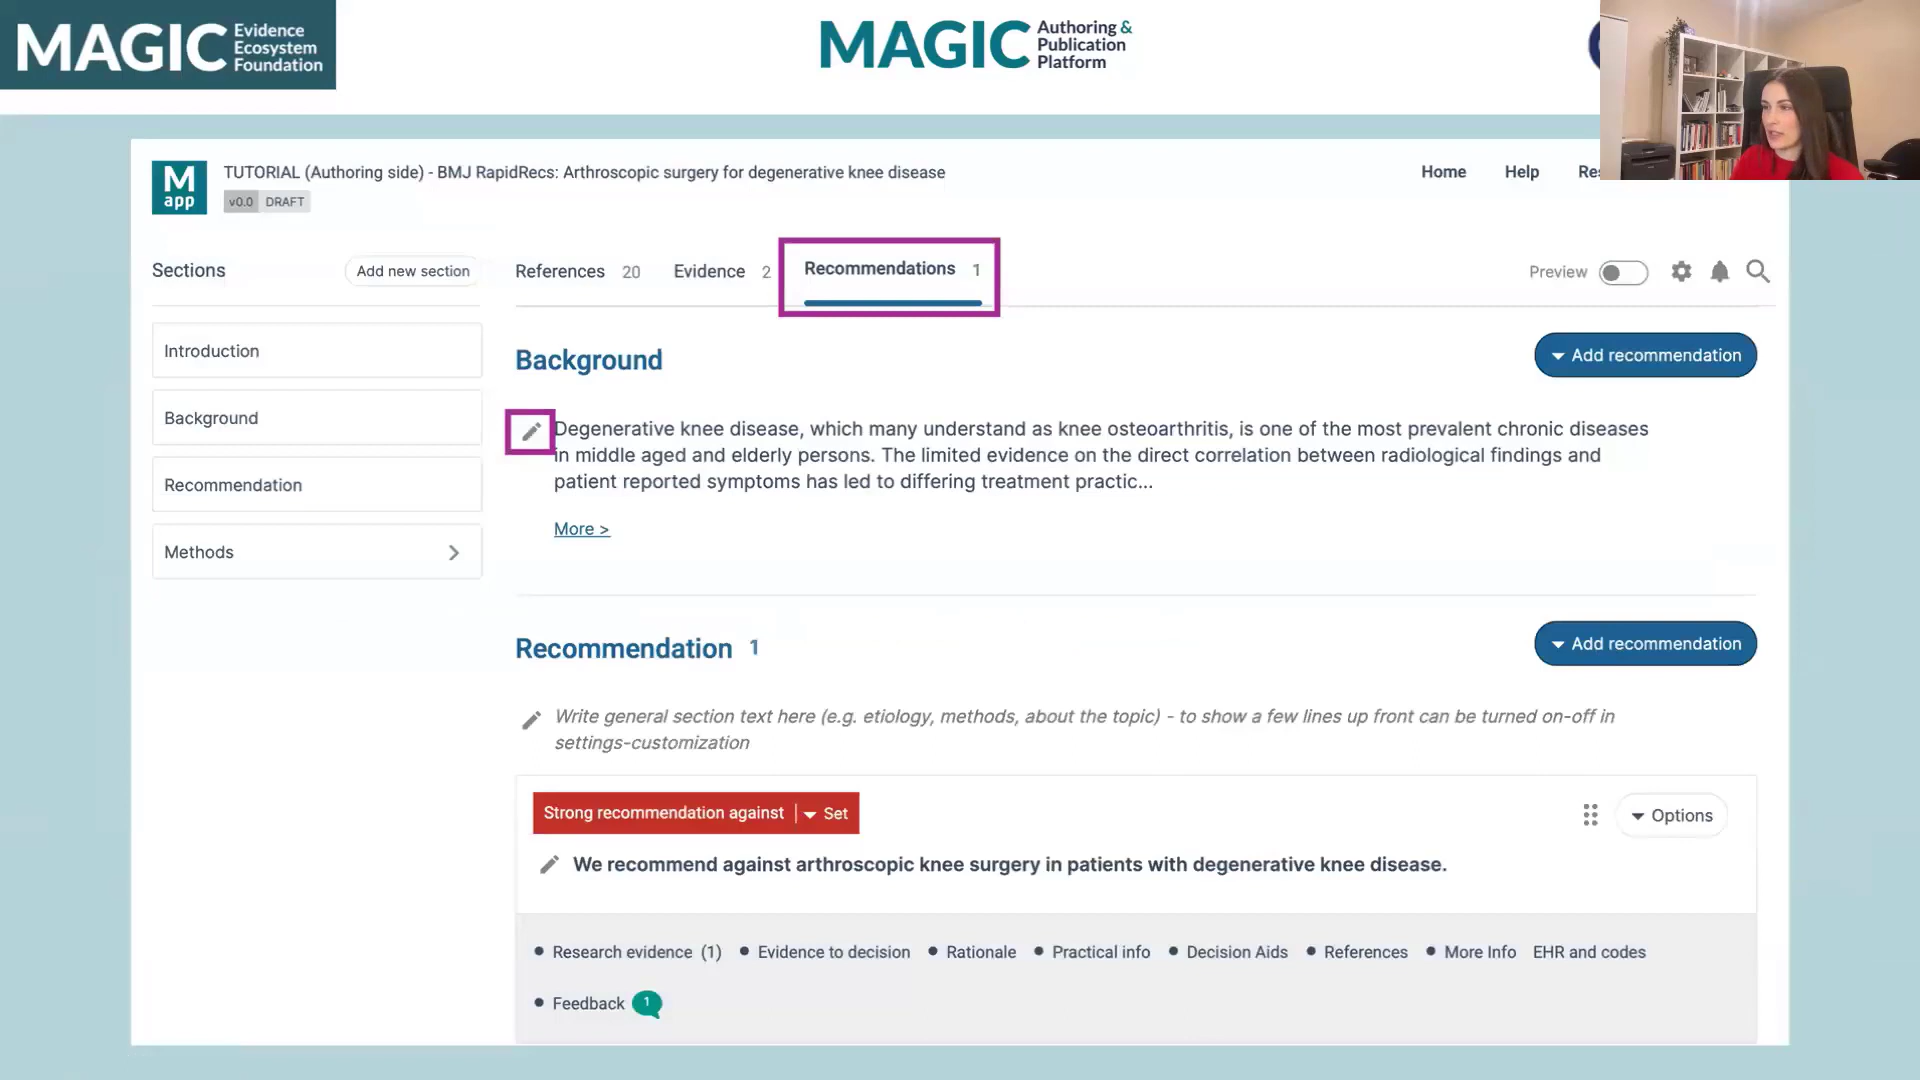 MAGIC Evidence
Ecosystem
Foundation
MAGIC Authoring &
Publication
Platform
M
app
TUTORIAL (Authoring side) - BMJ RapidRecs: Arthroscopic surgery for degenerative knee disease
v0.0 DRAFT
Home Help
Sections Add new section
References 20 Evidence 2 Recommendations 1
Preview
Introduction
Background
Recommendation
Methods
Background
Add recommendation
Degenerative knee disease, which many understand as knee osteoarthritis, is one of the most prevalent chronic diseases
in middle aged and elderly persons. The limited evidence on the direct correlation between radiological findings and
patient reported symptoms has led to differing treatment practic...
More >
Recommendation 1
Add recommendation
Write general section text here (e.g. etiology, methods, about the topic) - to show a few lines up front can be turned on-off in
settings-customization
Strong recommendation against Set
Options
We recommend against arthroscopic knee surgery in patients with degenerative knee disease.
Research evidence (1) Evidence to decision Rationale Practical info Decision Aids References More Info EHR and codes
Feedback 1